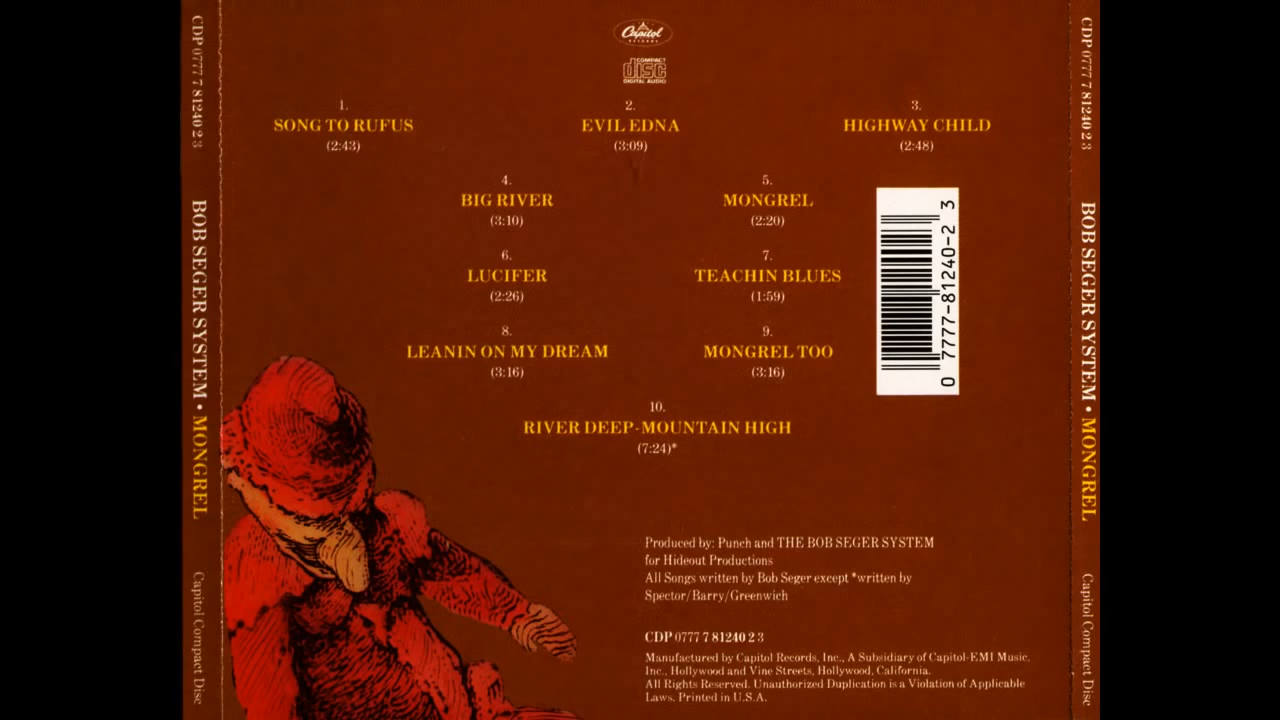 Capitol
RECORDS
COMPACT
disc
DIGITAL AUDIO
1.
SONG TO RUFUS
(2:43)
2.
EVIL EDNA
(3:09)
3.
HIGHWAY CHILD
(2:48)
4.
BIG RIVER
(3:10)
5.
MONGREL
(2:20)
6.
LUCIFER
(2:26)
7.
TEACHIN BLUES
(1:59)
8.
LEANIN ON MY DREAM
(3:16)
9.
MONGREL TOO
(3:16)
10.
RIVER DEEP-MOUNTAIN HIGH
(7:24)*
0 7777-81240-2 3
Produced by: Punch and THE BOB SEGER SYSTEM
for Hideout Productions
All Songs written by Bob Seger except *written by
Spector/Barry/Greenwich
CDP 0777 7 81240 2 3
Manufactured by Capitol Records, Inc., A Subsidiary of Capitol-EMI Music,
Inc., Hollywood and Vine Streets, Hollywood, California.
All Rights Reserved. Unauthorized Duplication is a Violation of Applicable
Laws. Printed in U.S.A.
CDP 0777 7 81240 2 3 BOB SEGER SYSTEM • MONGREL Capitol Compact Disc
CDP 0777 7 81240 2 3 BOB SEGER SYSTEM • MONGREL Capitol Compact Disc